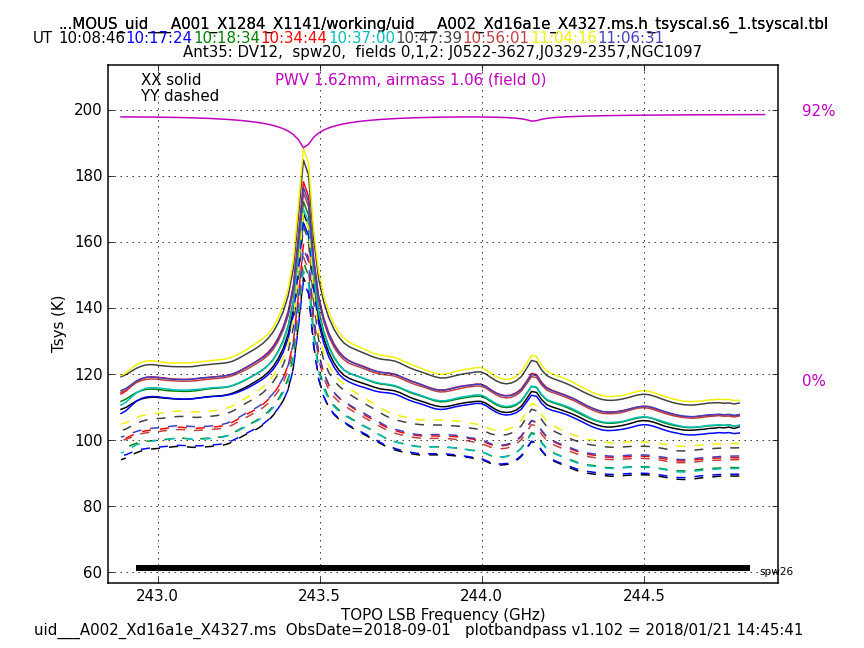 ...MOUS_uid___A001_X1284_X1141/working/uid___A002_Xd16a1e_X4327.ms.h_tsyscal.s6_1.tsyscal.tbl
UT 10:08:46 10:17:24 10:18:34 10:34:44 10:37:00 10:47:39 10:56:01 11:04:16 11:06:31
Ant35: DV12, spw20, fields 0,1,2: J0522-3627,J0329-2357,NGC1097
XX solid PWV 1.62mm, airmass 1.06 (field 0)
YY dashed
200
92%
180
160
140
120
0%
100
80
60
Tsys (K)
spw26
243.0 243.5 244.0 244.5
TOPO LSB Frequency (GHz)
uid___A002_Xd16a1e_X4327.ms ObsDate=2018-09-01 plotbandpass v1.102 = 2018/01/21 14:45:41